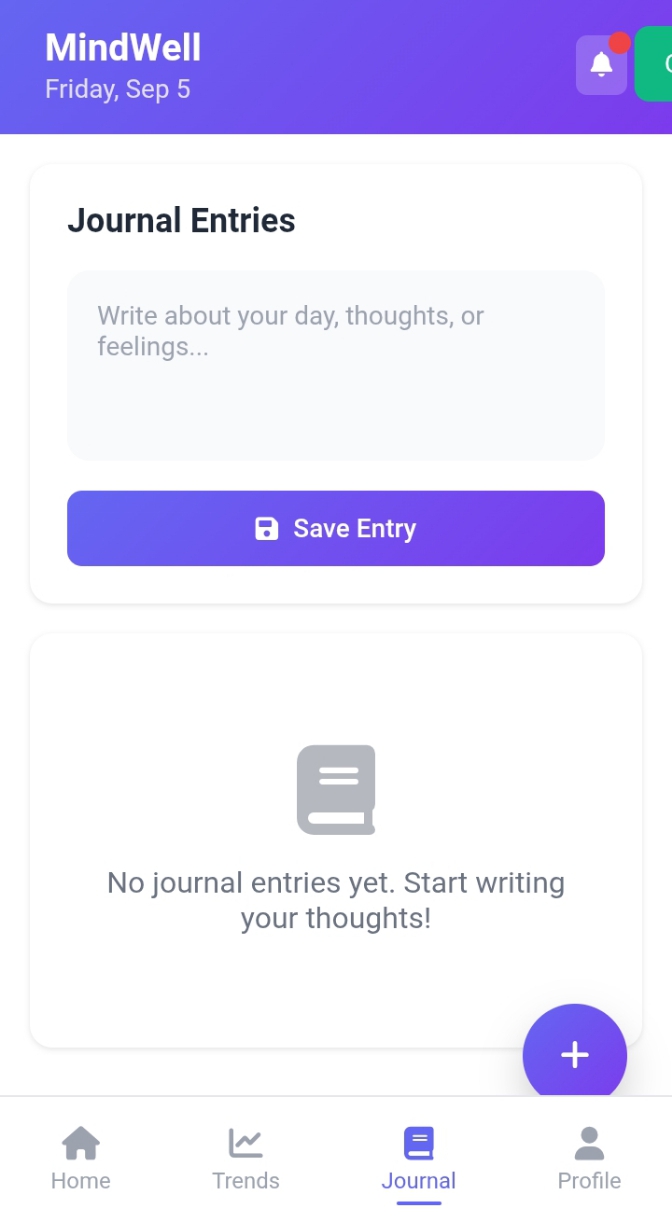 MindWell
Friday, Sep 5
Journal Entries
Write about your day, thoughts, or
feelings...
Save Entry
No journal entries yet. Start writing
your thoughts!
Home
Trends
Journal
Profile